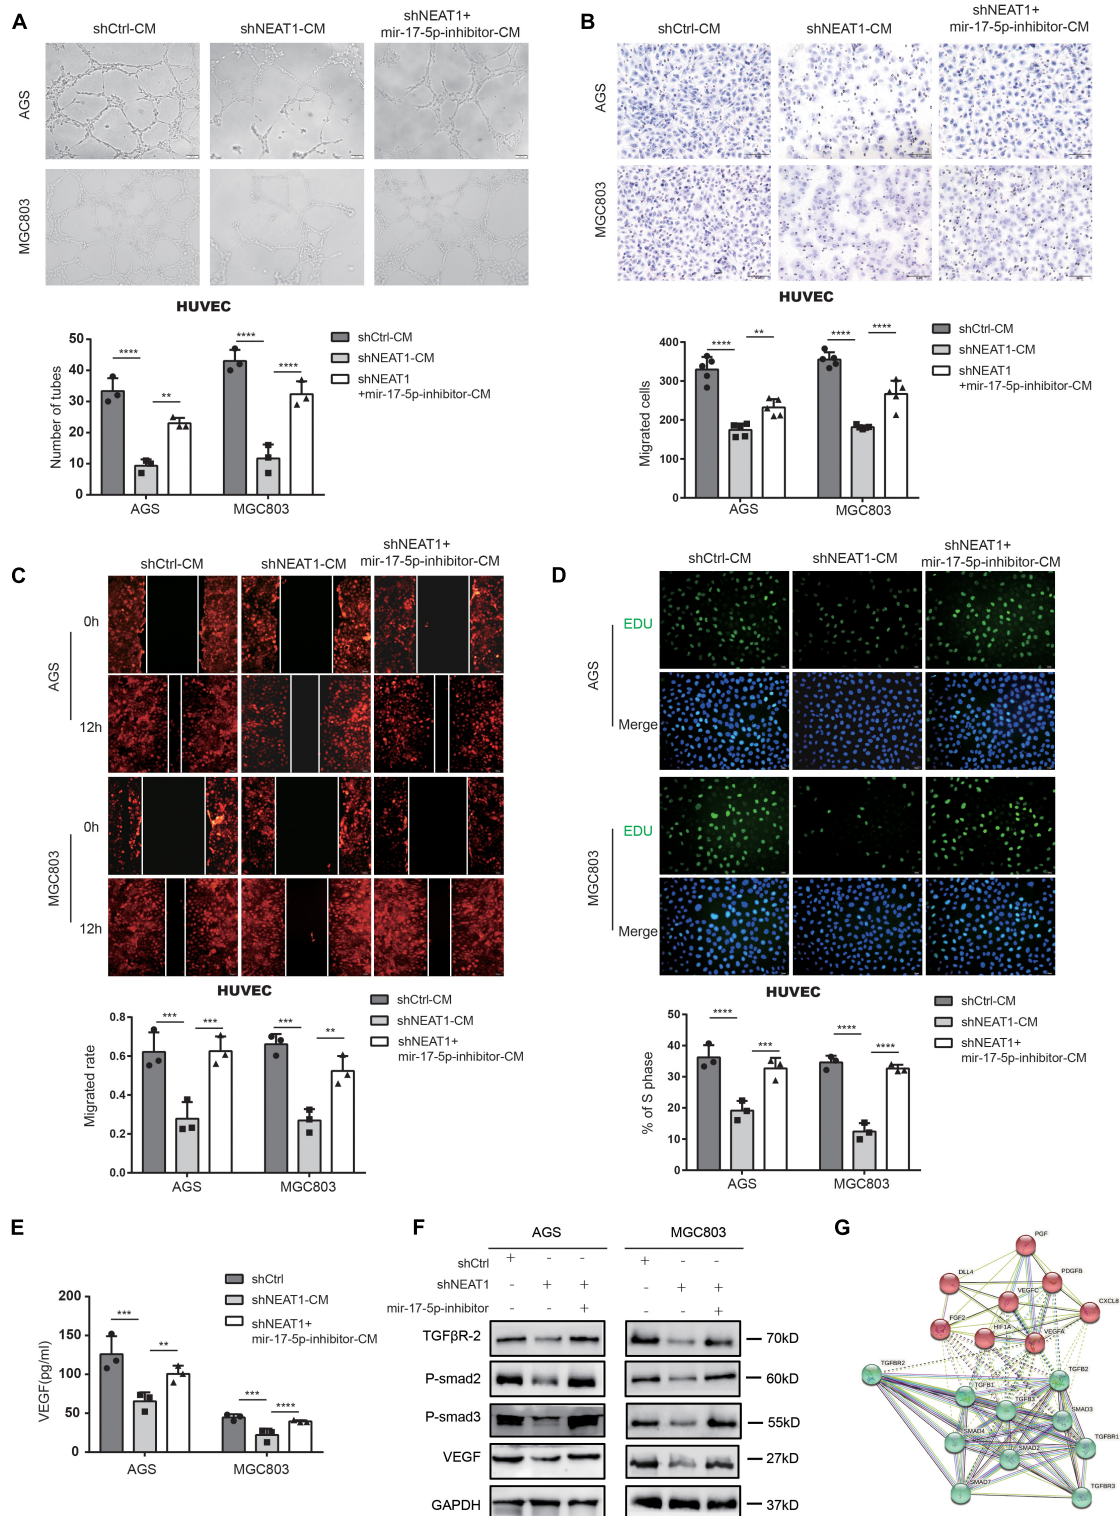 A
shCtrl-CM
shNEAT1-CM
shNEAT1+
mir-17-5p-inhibitor-CM
AGS
MGC803
HUVEC
Number of tubes
50
40
30
20
10
0
****
**
****
****
AGS
MGC803
shCtrl-CM
shNEAT1-CM
shNEAT1
+mir-17-5p-inhibitor-CM
B
shCtrl-CM
shNEAT1-CM
shNEAT1+
mir-17-5p-inhibitor-CM
AGS
MGC803
HUVEC
Migrated cells
400
300
200
100
0
****
**
****
****
AGS
MGC803
shCtrl-CM
shNEAT1-CM
shNEAT1
+mir-17-5p-inhibitor-CM
C
shCtrl-CM
shNEAT1-CM
shNEAT1+
mir-17-5p-inhibitor-CM
0h
AGS
12h
0h
MGC803
12h
HUVEC
Migrated rate
0.8
0.6
0.4
0.2
0.0
***
***
***
**
AGS
MGC803
shCtrl-CM
shNEAT1-CM
shNEAT1+
mir-17-5p-inhibitor-CM
D
shCtrl-CM
shNEAT1-CM
shNEAT1+
mir-17-5p-inhibitor-CM
EDU
AGS
Merge
EDU
MGC803
Merge
HUVEC
% of S phase
50
40
30
20
10
0
****
***
****
****
AGS
MGC803
shCtrl-CM
shNEAT1-CM
shNEAT1+
mir-17-5p-inhibitor-CM
E
VEGF(pg/ml)
200
150
100
50
0
***
**
***
****
AGS
MGC803
shCtrl
shNEAT1-CM
shNEAT1+
mir-17-5p-inhibitor-CM
F
AGS MGC803
shCtrl + - - + - -
shNEAT1 - + + - + +
mir-17-5p-inhibitor - - + - - +
TGFβR-2 70kD
P-smad2 60kD
P-smad3 55kD
VEGF 27kD
GAPDH 37kD
G
PGF
DLL4
PDGFB
VEGFC
CXCL8
FGF2
HIF1A
VEGFA
TGFBR2
TGFB2
TGFB1
TGFB3
SMAD3
SMAD4
SMAD2
TGFBR1
SMAD7
TGFBR3